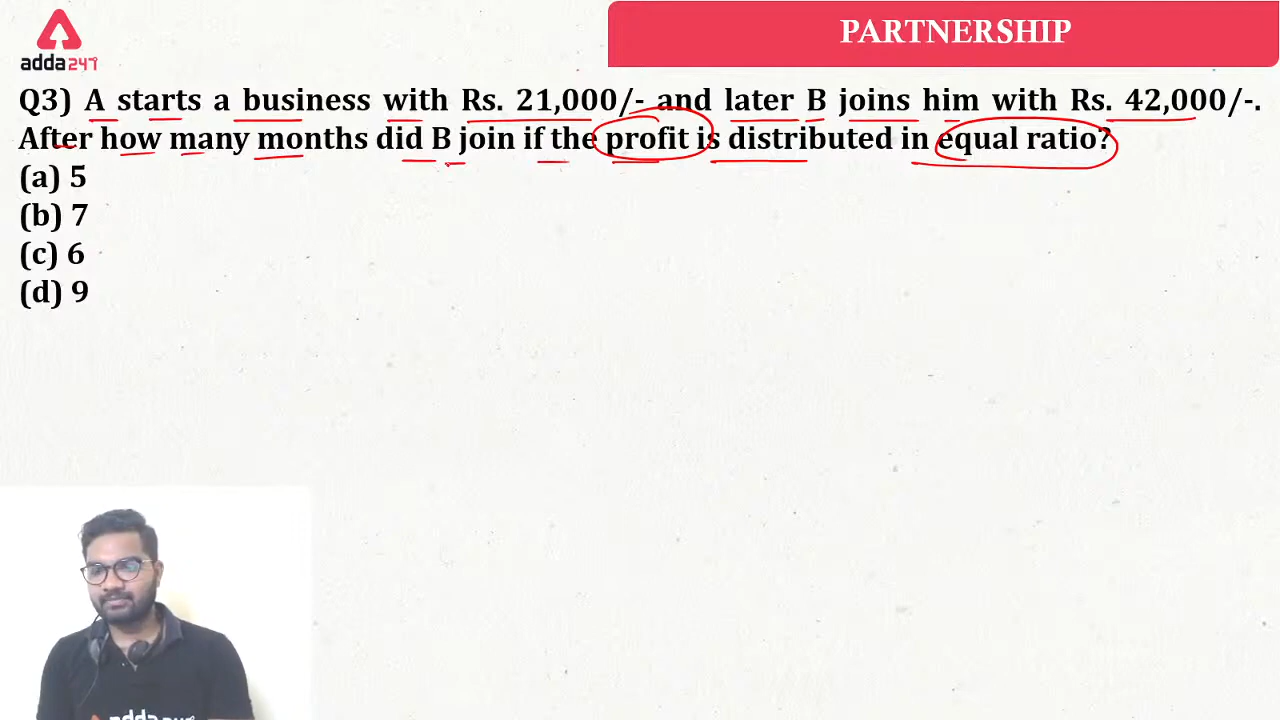 PARTNERSHIP
adda247
Q3) A starts a business with Rs. 21,000/- and later B joins him with Rs. 42,000/-.
After how many months did B join if the profit is distributed in equal ratio?
(a) 5
(b) 7
(c) 6
(d) 9
adda247